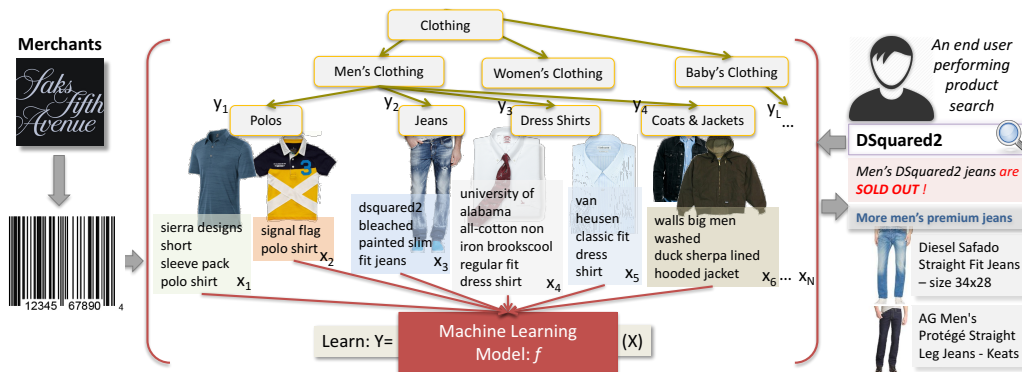 Merchants
Saks
fifth
Avenue
12345 67890 4
Clothing
Men's Clothing
Women's Clothing
Baby's Clothing
y1
y2
y3
y4
yL
...
Polos
Jeans
Dress Shirts
Coats & Jackets
3
sierra designs
short
sleeve pack
polo shirt
x1
signal flag
polo shirt
x2
dsquared2
bleached
painted slim
fit jeans
x3
university of
alabama
all-cotton non
iron brookscool
regular fit
dress shirt
x4
van
heusen
classic fit
dress
shirt
x5
walls big men
washed
duck sherpa lined
hooded jacket
x6 ... xN
Learn: Y=
Machine Learning
Model: f
(X)
An end user
performing
product
search
DSquared2
Men's DSquared2 jeans are
SOLD OUT !
More men's premium jeans
Diesel Safado
Straight Fit Jeans
– size 34x28
AG Men's
Protégé Straight
Leg Jeans - Keats